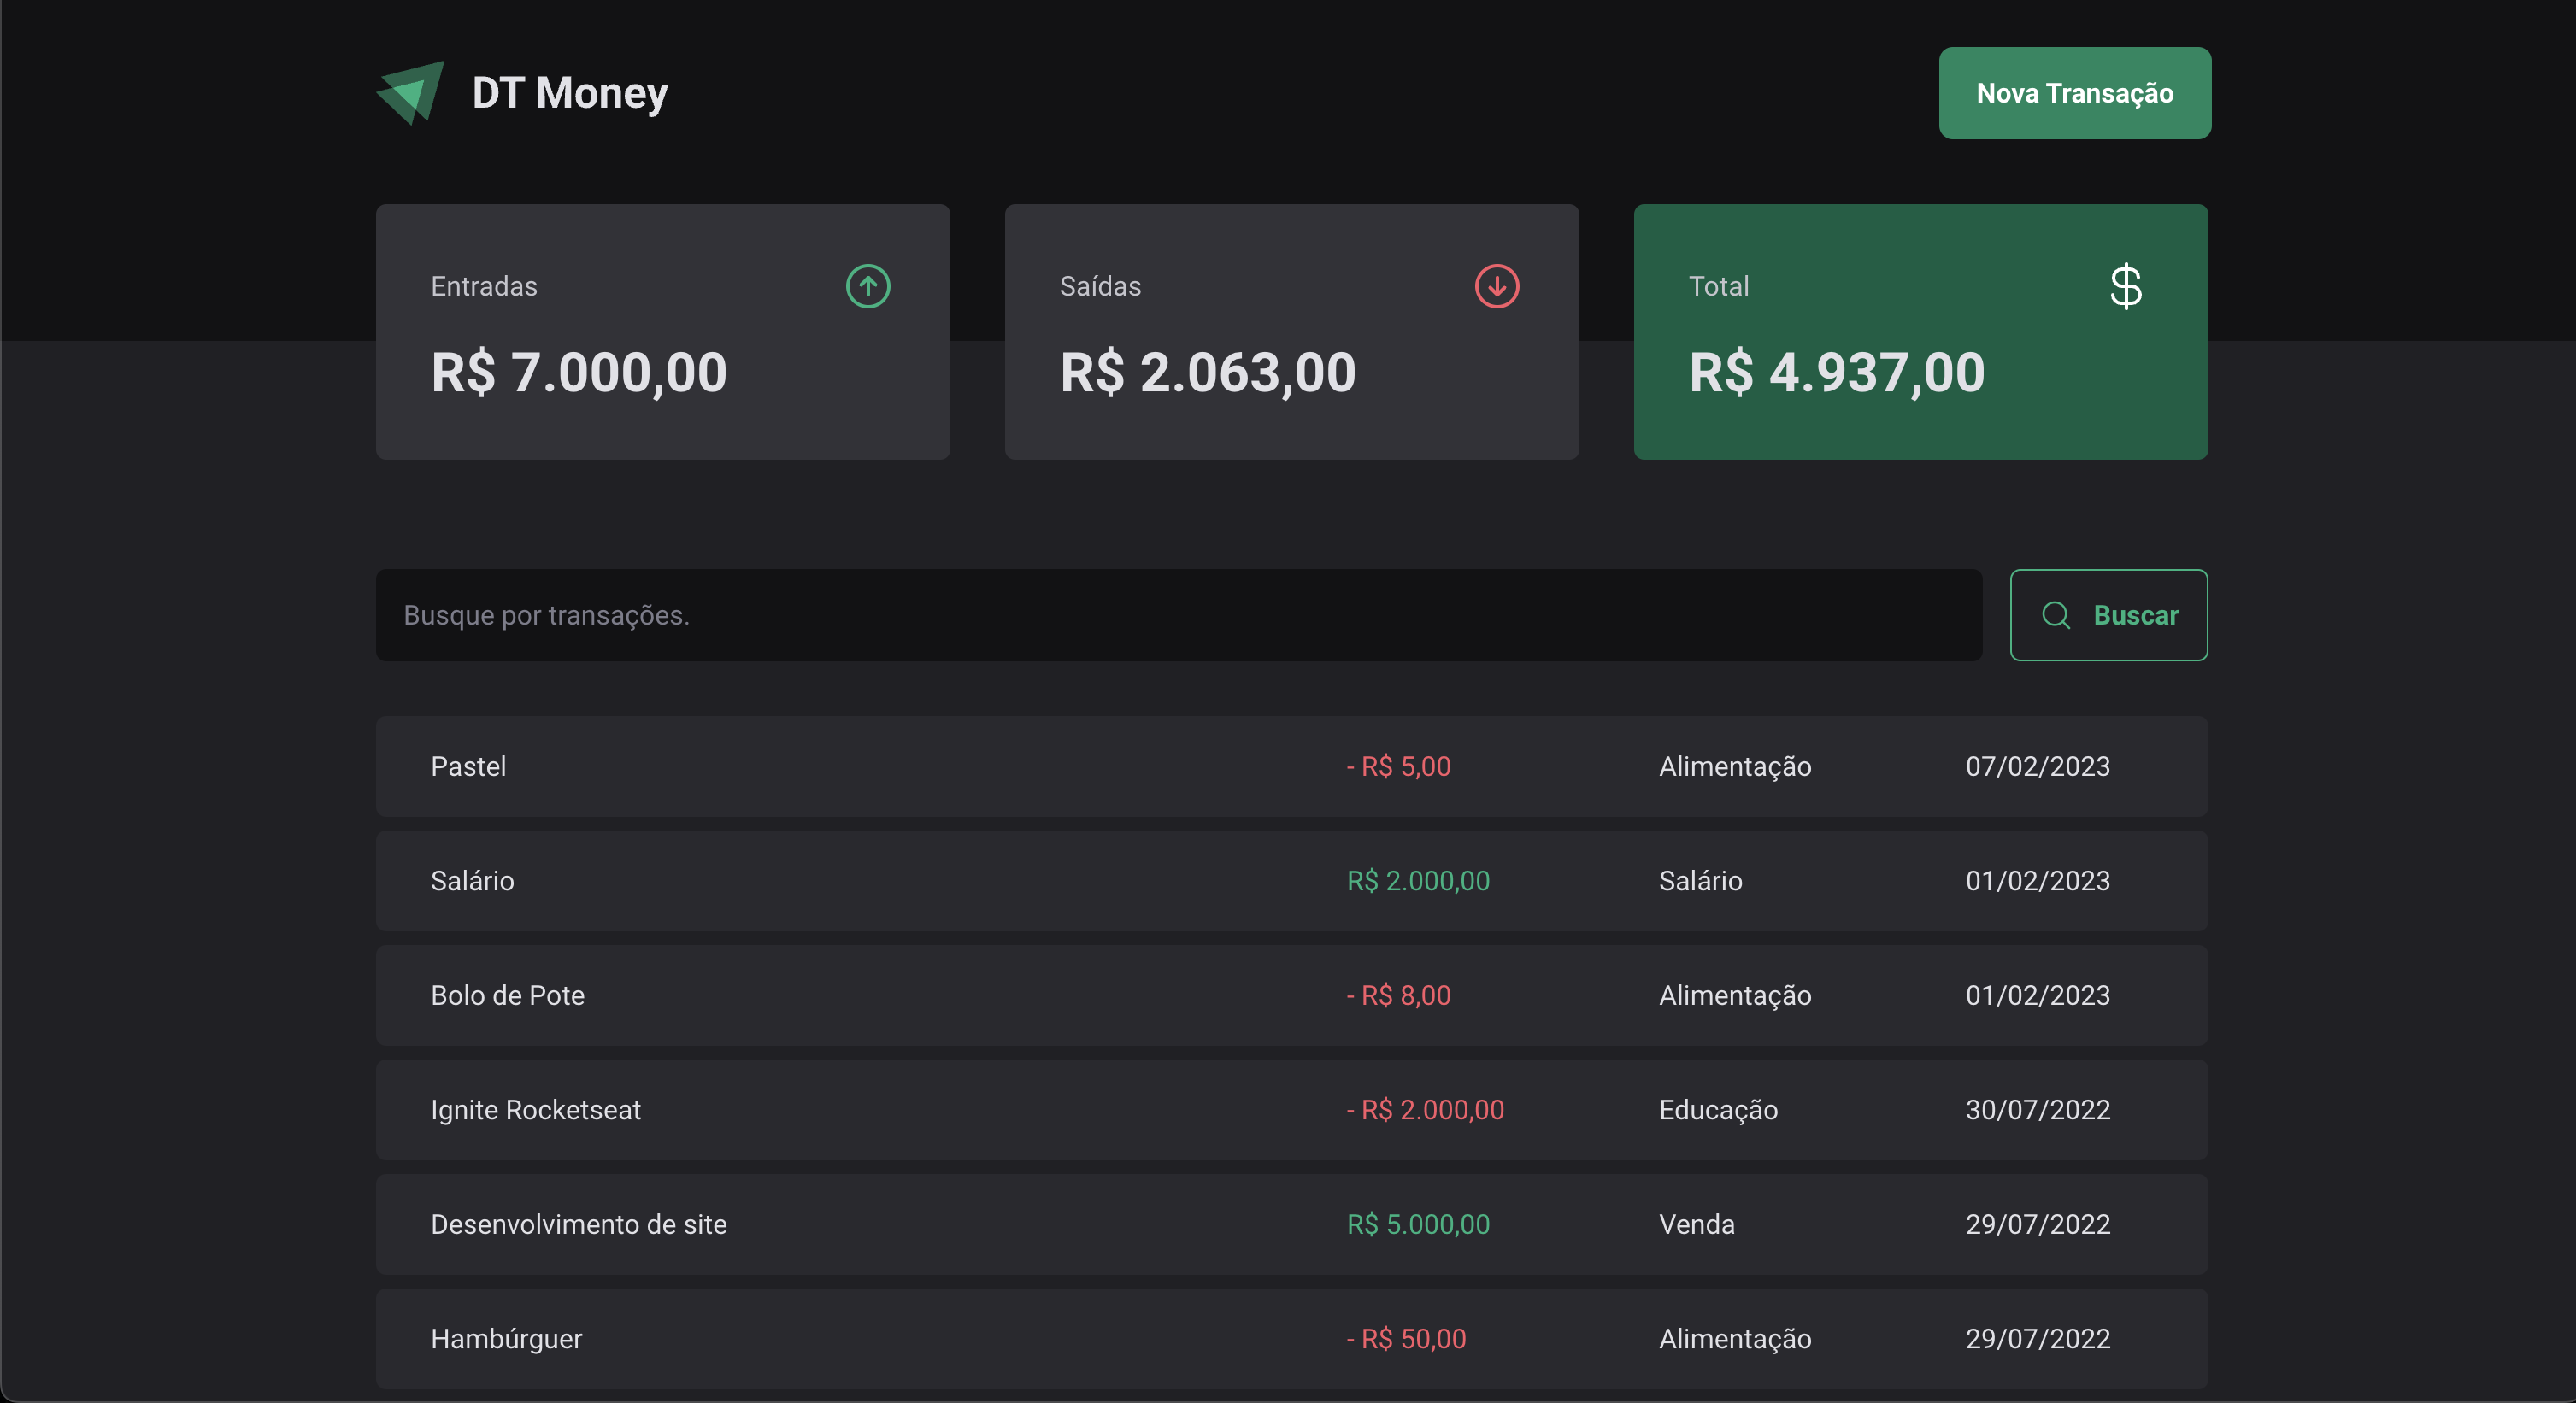 DT Money
Nova Transação
Entradas
R$ 7.000,00
Saídas
R$ 2.063,00
Total
$
R$ 4.937,00
Busque por transações.
Buscar
Pastel - R$ 5,00 Alimentação 07/02/2023
Salário R$ 2.000,00 Salário 01/02/2023
Bolo de Pote - R$ 8,00 Alimentação 01/02/2023
Ignite Rocketseat - R$ 2.000,00 Educação 30/07/2022
Desenvolvimento de site R$ 5.000,00 Venda 29/07/2022
Hambúrguer - R$ 50,00 Alimentação 29/07/2022